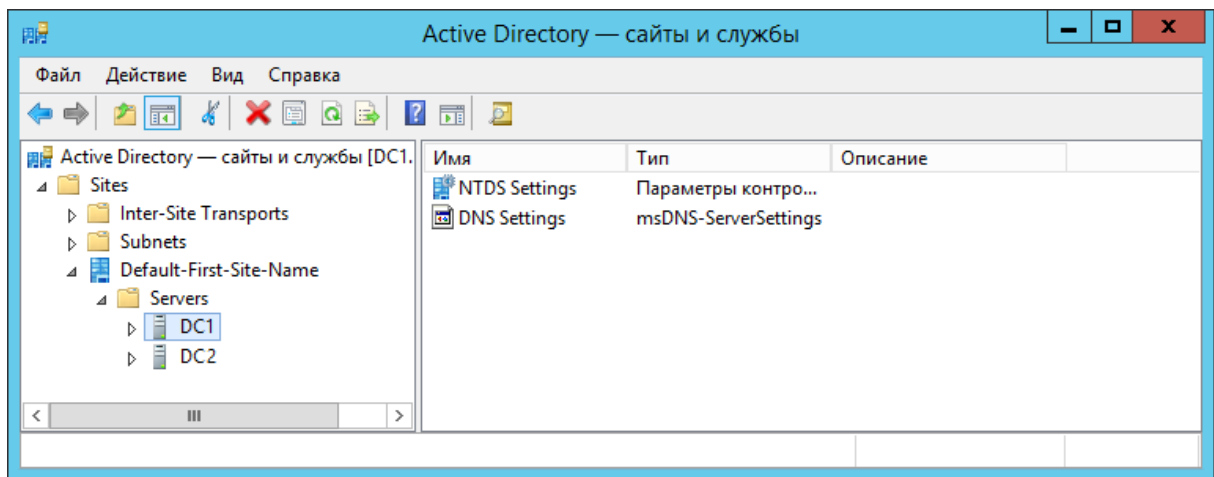 Active Directory — сайты и службы
Файл Действие Вид Справка
Active Directory — сайты и службы [DC1.
Sites
Inter-Site Transports
Subnets
Default-First-Site-Name
Servers
DC1
DC2
Имя Тип Описание
NTDS Settings Параметры контро...
DNS Settings msDNS-ServerSettings